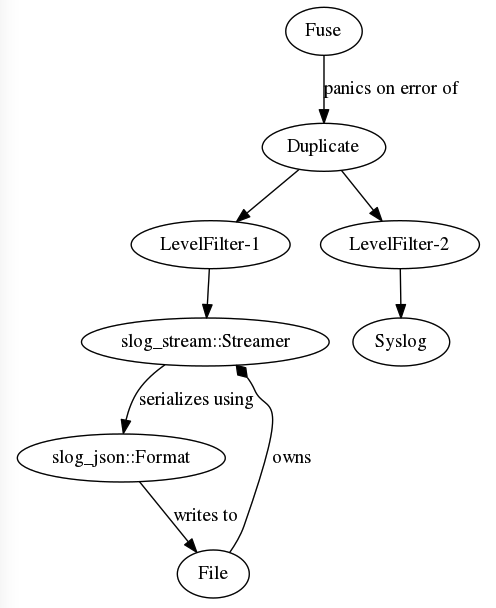 Fuse
panics on error of
Duplicate
LevelFilter-1
LevelFilter-2
slog_stream::Streamer
Syslog
serializes using
slog_json::Format
owns
writes to
File